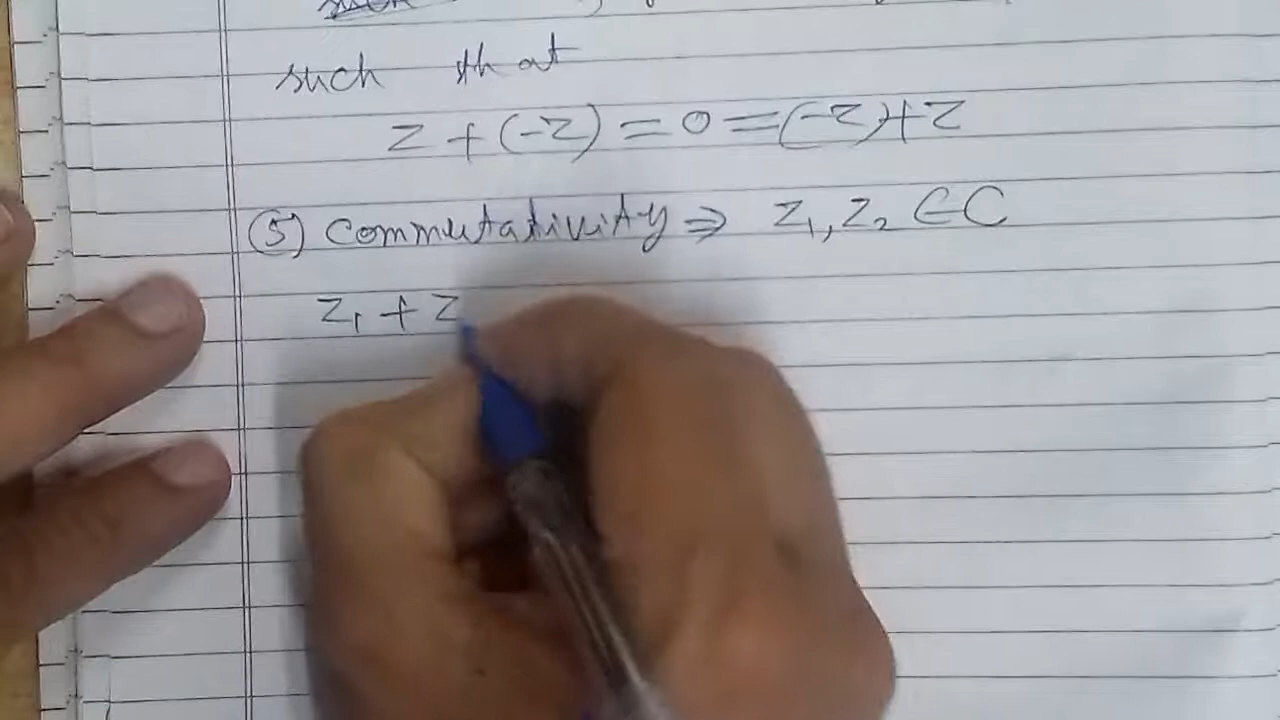 such that
z + (-z) = 0 = (-z) + z
(5) Commutativity ⇒ z₁, z₂ ∈ C
z₁ + z